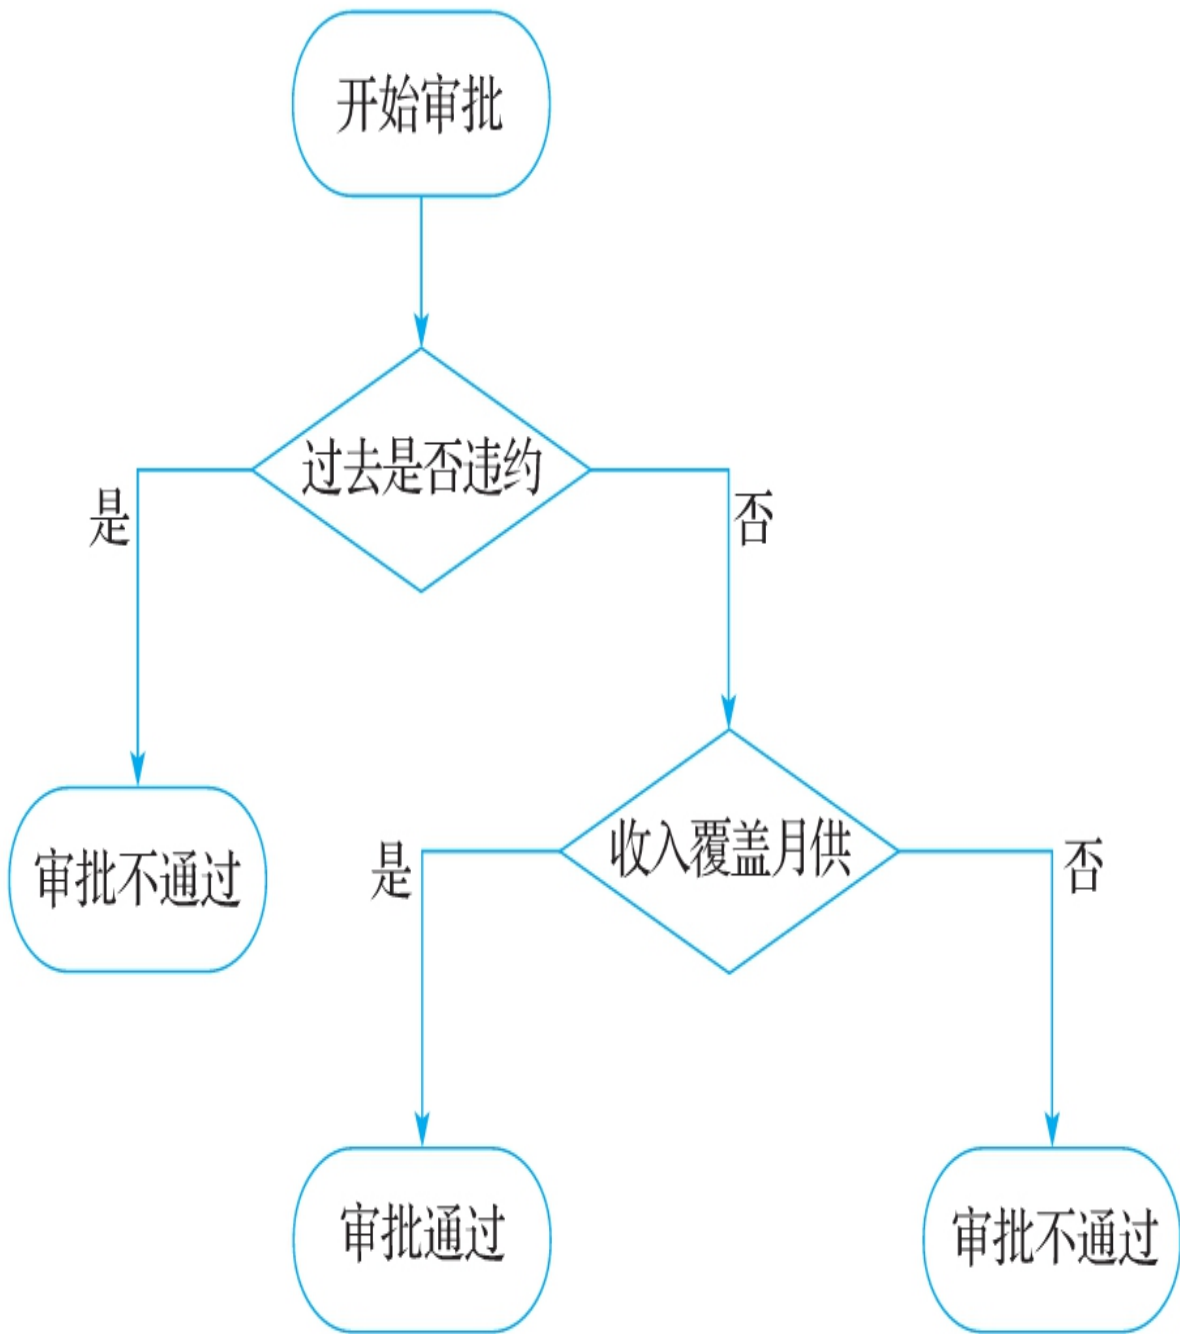 开始审批
过去是否违约
是
否
收入覆盖月供
审批不通过
是
否
审批通过
审批不通过